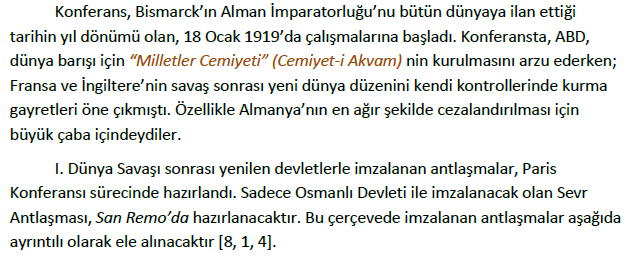 Konferans, Bismarck’ın Alman İmparatorluğu’nu bütün dünyaya ilan ettiği
tarihin yıl dönümü olan, 18 Ocak 1919’da çalışmalarına başladı. Konferansta, ABD,
dünya barışı için “Milletler Cemiyeti” (Cemiyet-i Akvam) nin kurulmasını arzu ederken;
Fransa ve İngiltere’nin savaş sonrası yeni dünya düzenini kendi kontrollerinde kurma
gayretleri öne çıkmıştı. Özellikle Almanya’nın en ağır şekilde cezalandırılması için
büyük çaba içindeydiler.
I. Dünya Savaşı sonrası yenilen devletlerle imzalanan antlaşmalar, Paris
Konferansı sürecinde hazırlandı. Sadece Osmanlı Devleti ile imzalanacak olan Sevr
Antlaşması, San Remo’da hazırlanacaktır. Bu çerçevede imzalanan antlaşmalar aşağıda
ayrıntılı olarak ele alınacaktır [8, 1, 4].